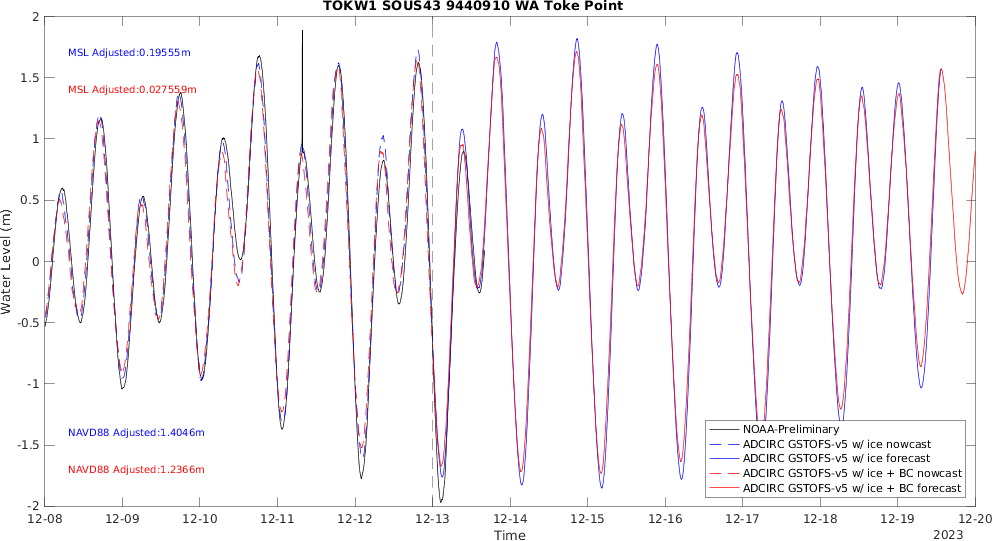 TOKW1 SOUS43 9440910 WA Toke Point
2
1.5
1
0.5
0
-0.5
-1
-1.5
-2
Water Level (m)
MSL Adjusted:0.19555m
MSL Adjusted:0.027559m
NAVD88 Adjusted:1.4046m
NAVD88 Adjusted:1.2366m
NOAA-Preliminary
ADCIRC GSTOFS-v5 w/ ice nowcast
ADCIRC GSTOFS-v5 w/ ice forecast
ADCIRC GSTOFS-v5 w/ ice + BC nowcast
ADCIRC GSTOFS-v5 w/ ice + BC forecast
12-08 12-09 12-10 12-11 12-12 12-13 12-14 12-15 12-16 12-17 12-18 12-19 12-20
Time
2023